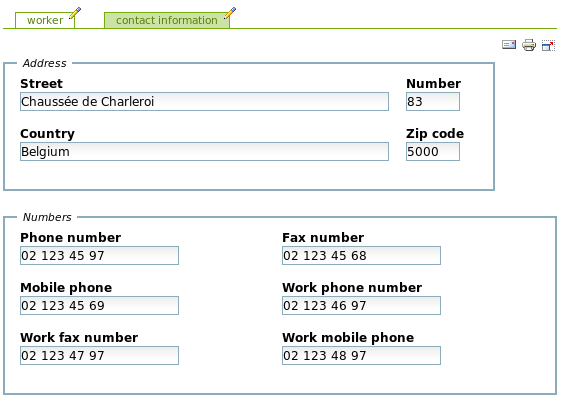 worker contact information
Address
Street Number
Chaussée de Charleroi 83
Country Zip code
Belgium 5000
Numbers
Phone number Fax number
02 123 45 97 02 123 45 68
Mobile phone Work phone number
02 123 45 69 02 123 46 97
Work fax number Work mobile phone
02 123 47 97 02 123 48 97